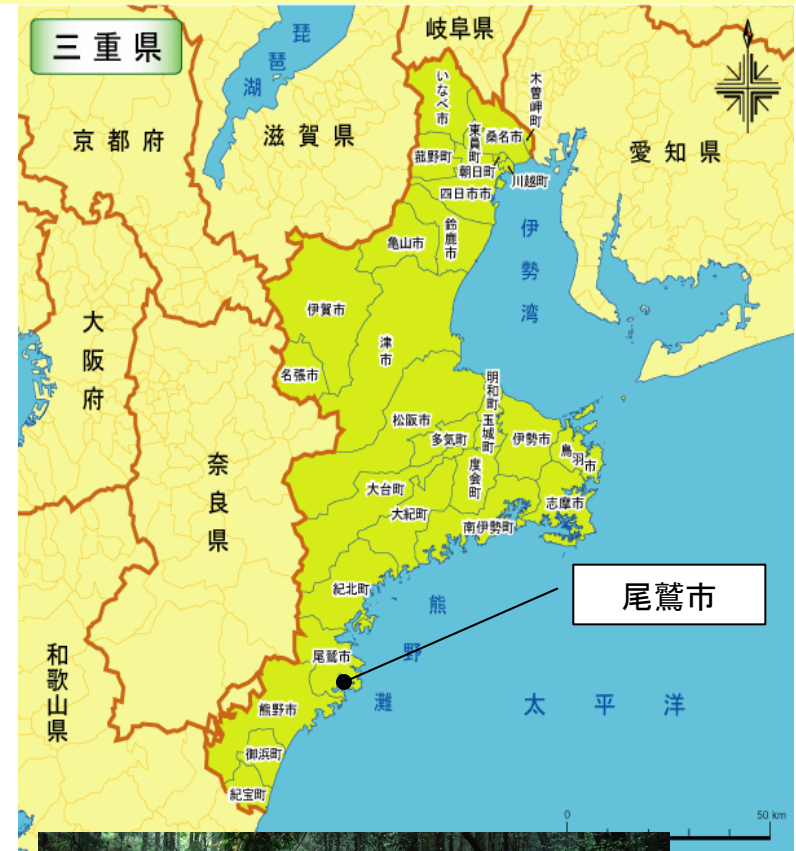 三重県
琵琶湖
岐阜県
京都府
滋賀県
愛知県
いなべ市
木曽岬町
桑名市
東員町
菰野町
朝日町
川越町
四日市市
鈴鹿市
亀山市
伊勢湾
伊賀市
津市
大阪府
名張市
明和町
松阪市
多気町
玉城町
伊勢市
鳥羽市
奈良県
度会町
大台町
志摩市
大紀町
南伊勢町
紀北町
熊野灘
尾鷲市
尾鷲市
和歌山県
太平洋
熊野市
御浜町
紀宝町
0
50 km